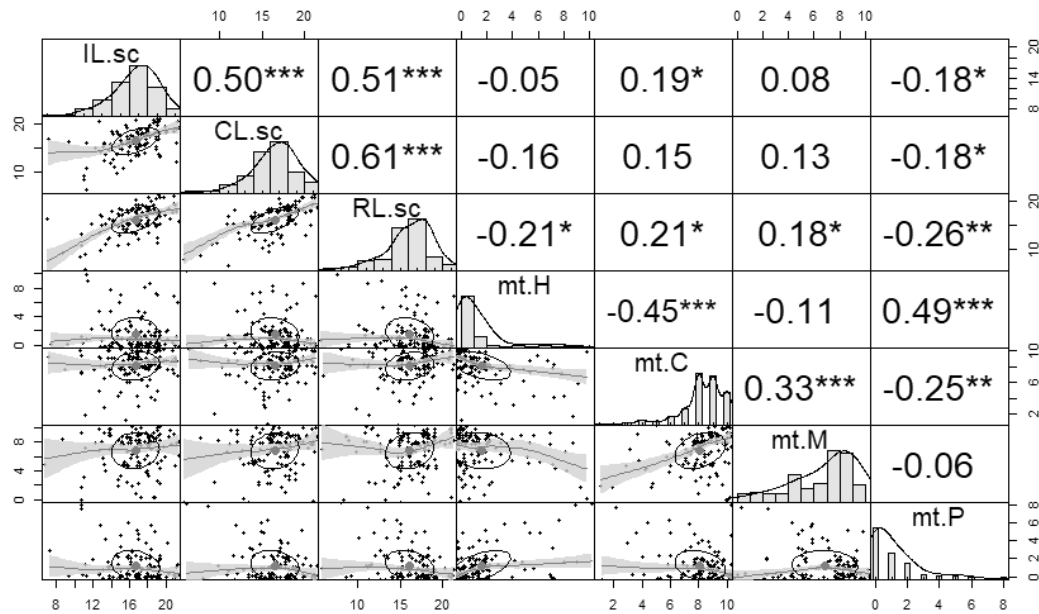 10 15 20 0 2 4 6 8 10 0 2 4 6 8 10
IL.sc 0.50*** 0.51*** -0.05 0.19* 0.08 -0.18* 8 14 20
10 20 CL.sc 0.61*** -0.16 0.15 0.13 -0.18*
RL.sc -0.21* 0.21* 0.18* -0.26** 10 20
0 4 8 mt.H -0.45*** -0.11 0.49***
mt.C 0.33*** -0.25** 2 6 10
0 4 8 mt.M -0.06
mt.P 0 2 4 6 8
8 12 16 20 10 15 20 2 4 6 8 10 0 2 4 6 8